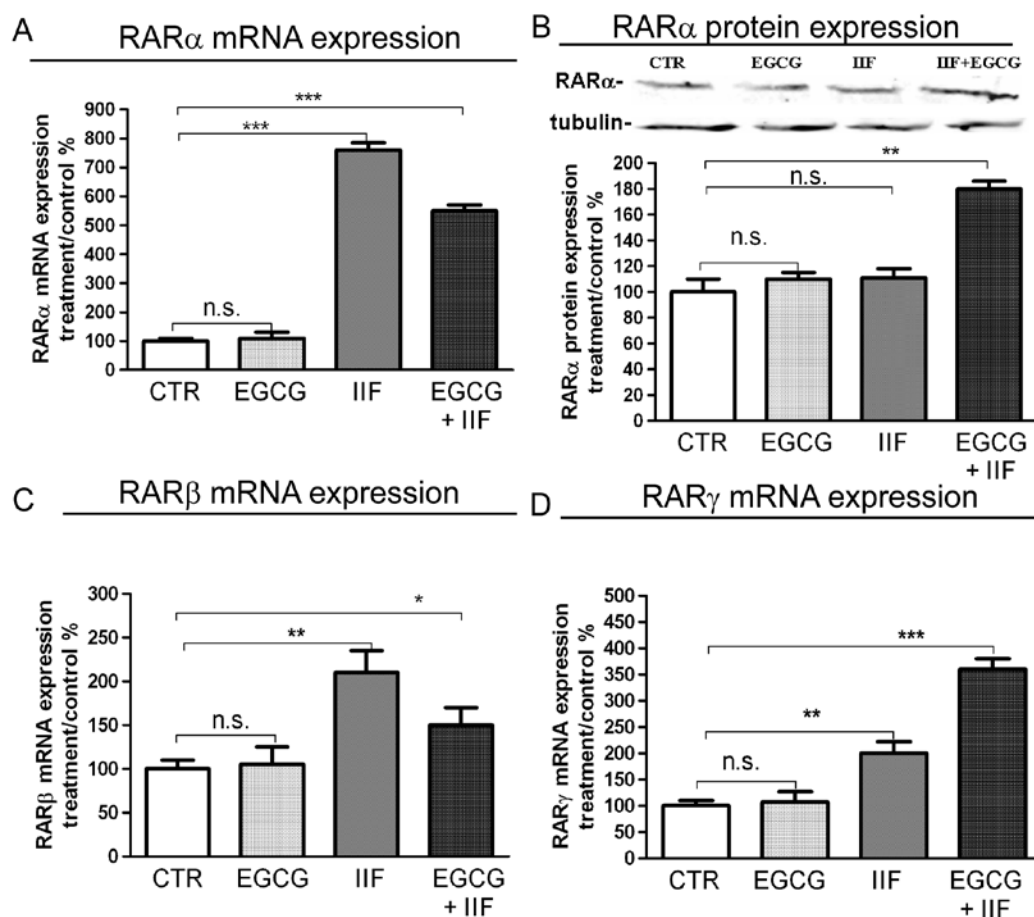 A
RARα mRNA expression
RARα mRNA expression
treatment/control %
900
800
700
600
500
400
300
200
100
0
***
***
n.s.
CTR EGCG IIF EGCG
+ IIF
B
RARα protein expression
CTR EGCG IIF IIF+EGCG
RARα-
tubulin-
RARα protein expression
treatment/control %
200
180
160
140
120
100
80
60
40
20
0
**
n.s.
n.s.
CTR EGCG IIF EGCG
+ IIF
C
RARβ mRNA expression
RARβ mRNA expression
treatment/control %
300
250
200
150
100
50
0
*
**
n.s.
CTR EGCG IIF EGCG
+ IIF
D
RARγ mRNA expression
RARγ mRNA expression
treatment/control %
500
450
400
350
300
250
200
150
100
50
0
***
**
n.s.
CTR EGCG IIF EGCG
+ IIF